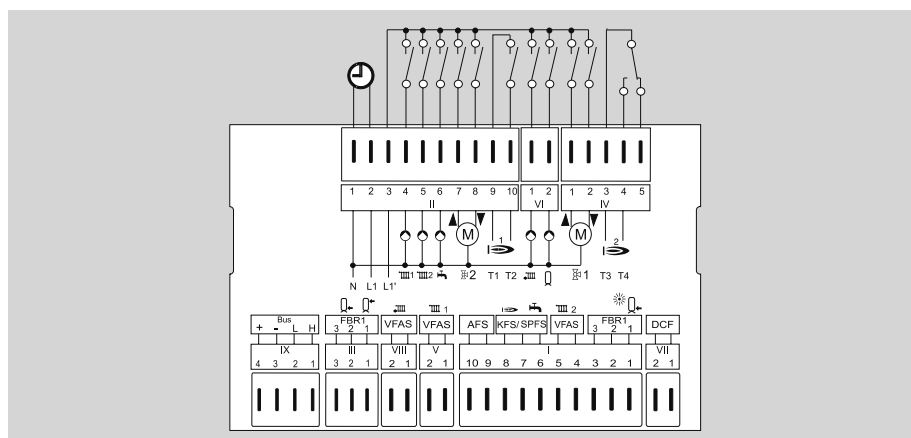 1 2 3 4 5 6 7 8 9 10 1 2 1 2 3 4 5
II VI IV
M M
1 2
N L1 L1' 1 2 2 T1 T2 1 T3 T4
1 2
Bus FBR1 FBR1
+ - L H 3 2 1 VFAS VFAS AFS KFS/SPFS VFAS 3 2 1 DCF
IX III VIII V I VII
4 3 2 1 3 2 1 2 1 2 1 10 9 8 7 6 5 4 3 2 1 2 1